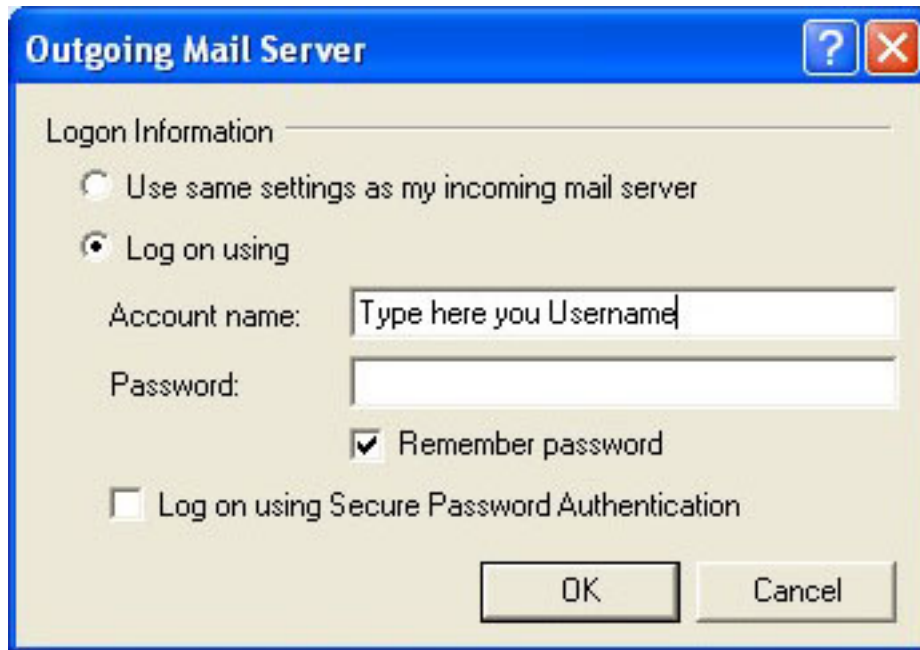 Outgoing Mail Server
Logon Information
Use same settings as my incoming mail server
Log on using
Account name: Type here you Username
Password:
Remember password
Log on using Secure Password Authentication
OK Cancel